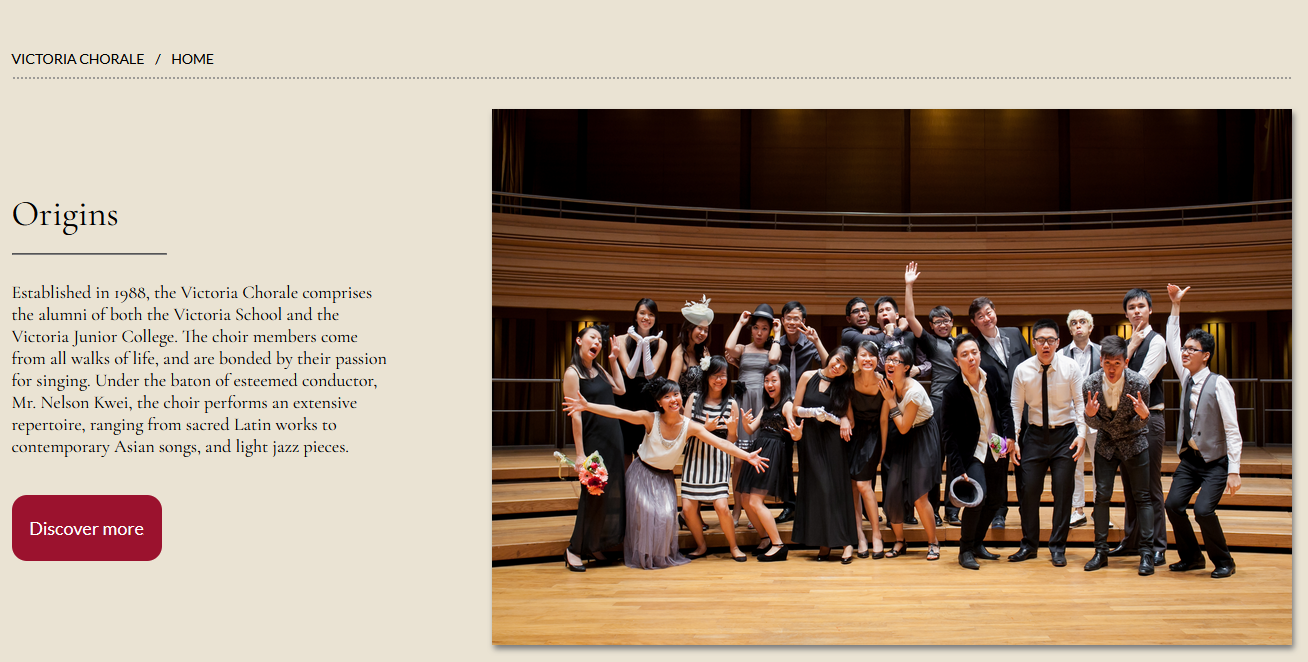 VICTORIA CHORALE / HOME
Origins
Established in 1988, the Victoria Chorale comprises
the alumni of both the Victoria School and the
Victoria Junior College. The choir members come
from all walks of life, and are bonded by their passion
for singing. Under the baton of esteemed conductor,
Mr. Nelson Kwei, the choir performs an extensive
repertoire, ranging from sacred Latin works to
contemporary Asian songs, and light jazz pieces.
Discover more